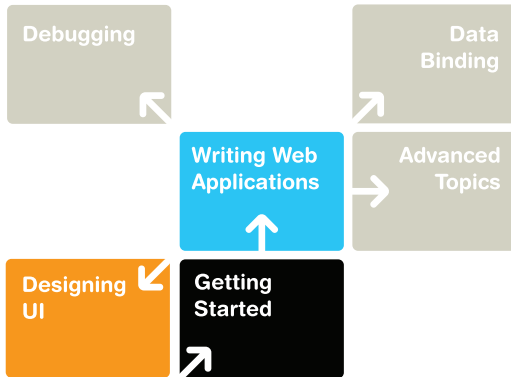 Debugging
Data
Binding
Writing Web
Applications
Advanced
Topics
Designing
UI
Getting
Started